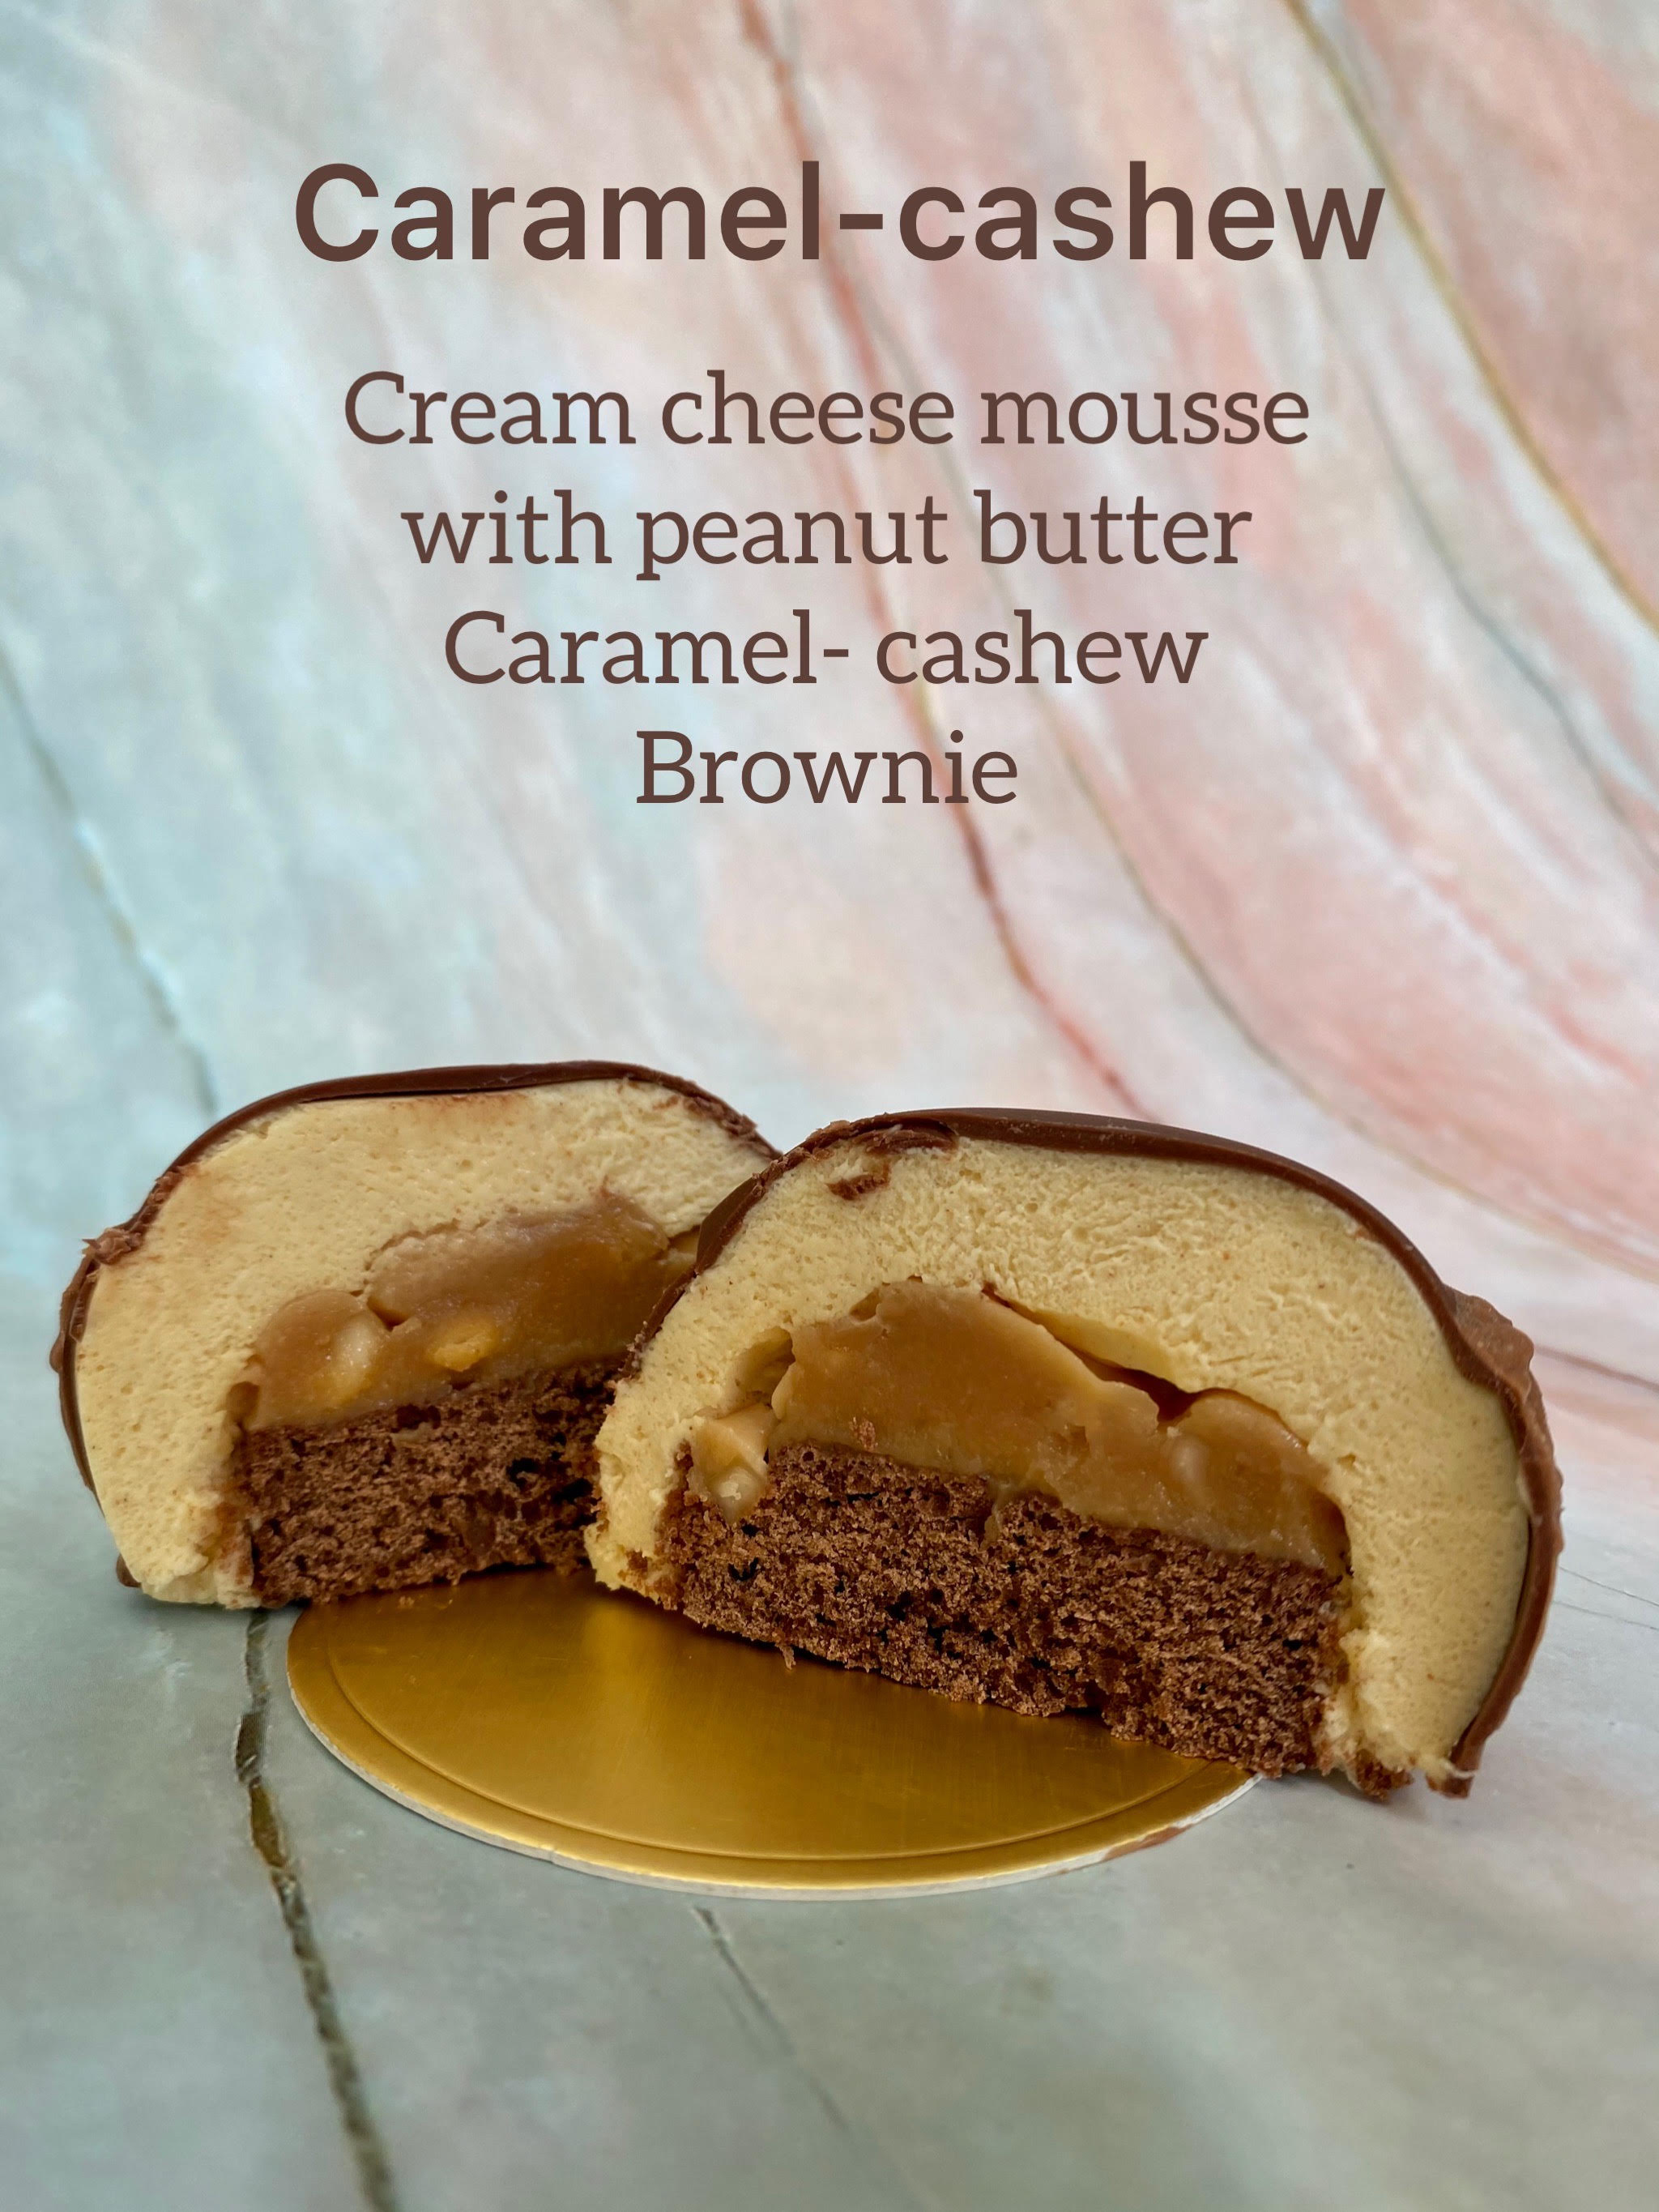 Caramel-cashew
Cream cheese mousse
with peanut butter
Caramel- cashew
Brownie